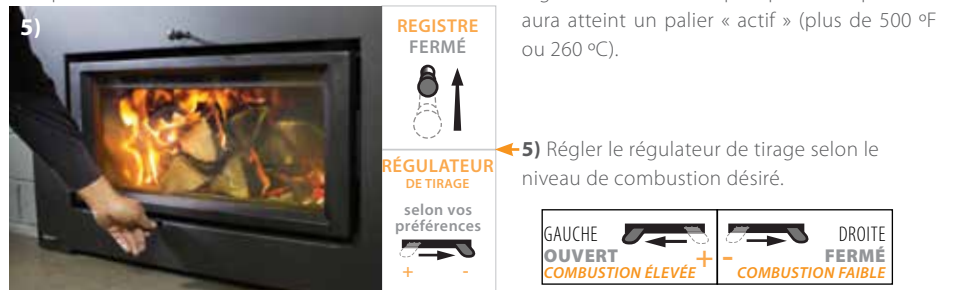 5)
REGISTRE
FERMÉ
RÉGULATEUR
DE TIRAGE
selon vos
préférences
+ -
aura atteint un palier « actif » (plus de 500 ºF
ou 260 ºC).
5) Régler le régulateur de tirage selon le
niveau de combustion désiré.
GAUCHE
OUVERT +
COMBUSTION ÉLEVÉE
DROITE
- FERMÉ
COMBUSTION FAIBLE